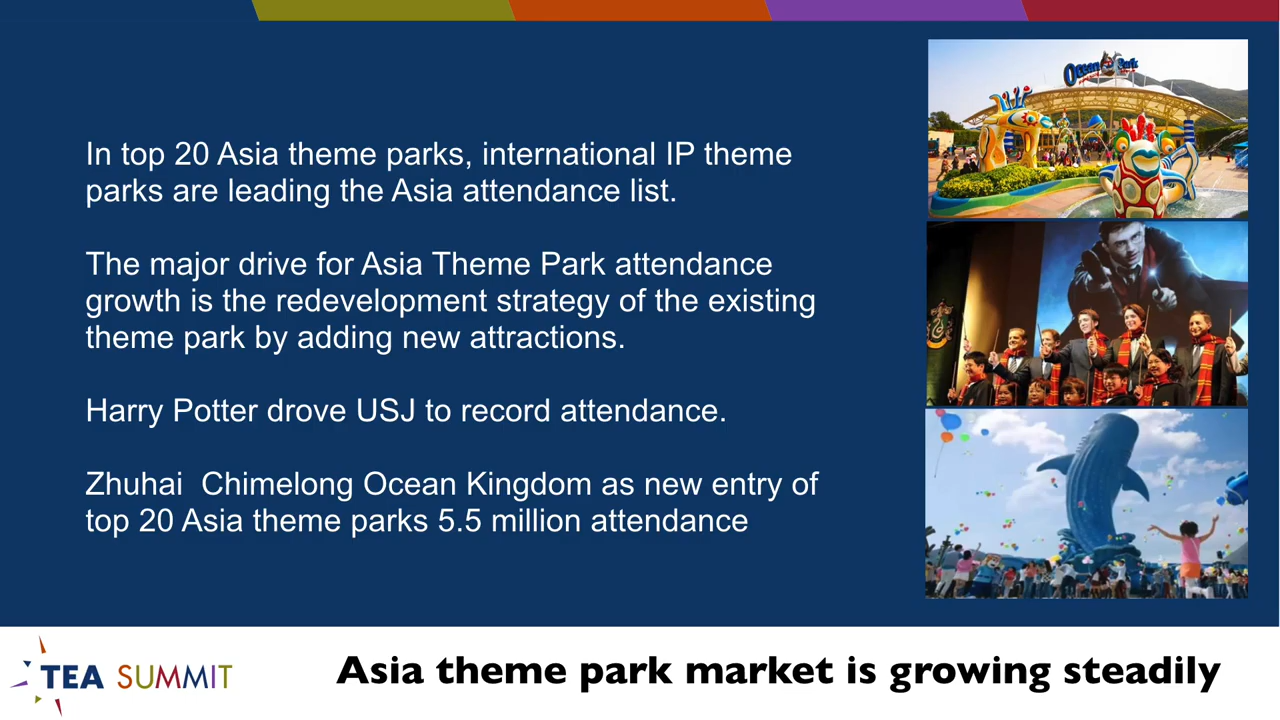 Ocean Park
In top 20 Asia theme parks, international IP theme
parks are leading the Asia attendance list.
The major drive for Asia Theme Park attendance
growth is the redevelopment strategy of the existing
theme park by adding new attractions.
Harry Potter drove USJ to record attendance.
Zhuhai  Chimelong Ocean Kingdom as new entry of
top 20 Asia theme parks 5.5 million attendance
TEA SUMMIT
Asia theme park market is growing steadily